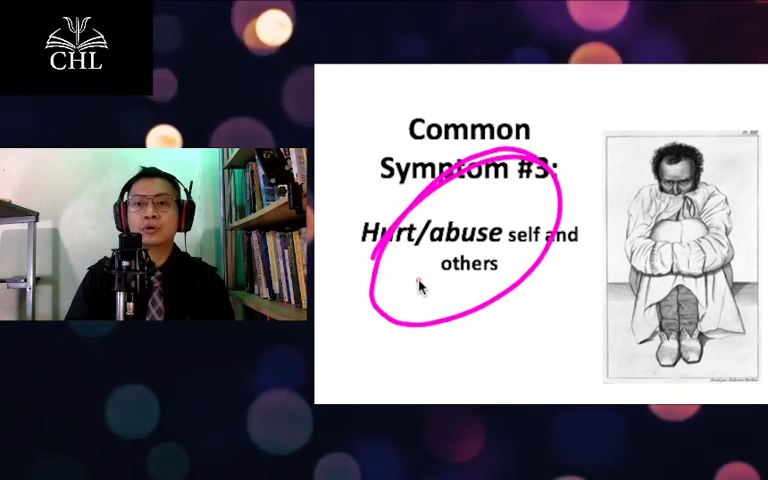 CHL
Common
Symptom #3:
Hurt/abuse self and
others